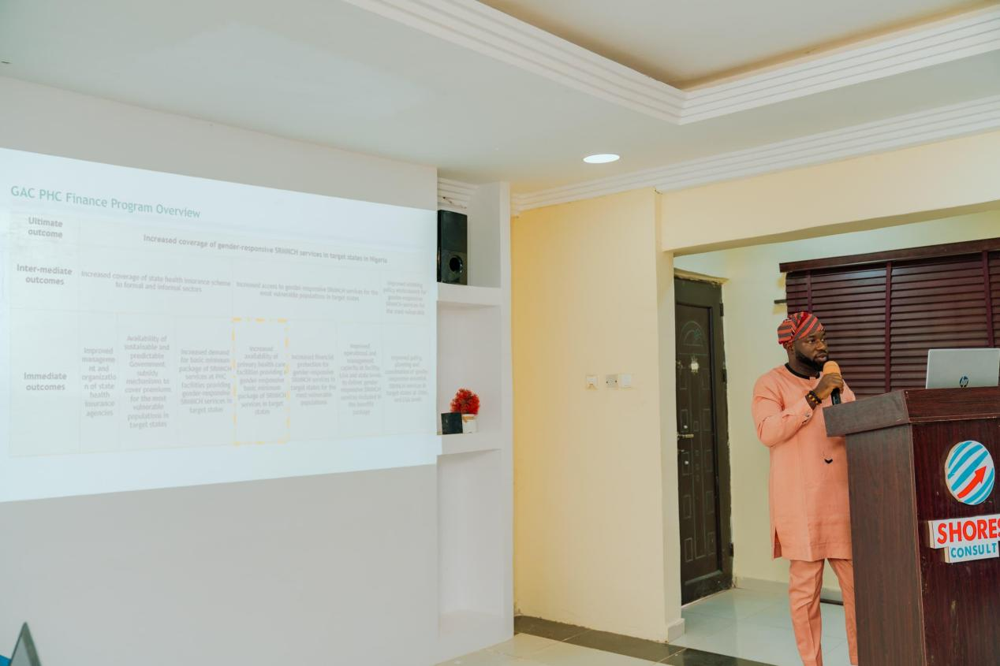 GAC PHC Finance Program Overview
Ultimate
outcome
Increased coverage of gender-responsive SRMNCH services in target states in Nigeria
Inter-mediate
outcomes
Increased coverage of state health insurance scheme
to formal and informal sectors
Increased access to gender-responsive SRMNCH services for the
most vulnerable populations in target states
Improved enabling
policy environment for
gender-responsive
SRMNCH services for
the most vulnerable
Immediate
outcomes
Improved
manageme
nt and
organizatio
n of state
health
insurance
agencies
Availability of
sustainable and
predictable
Government
subsidy
mechanisms to
cover premiums
for the most
vulnerable
populations in
target states
Increased demand
for basic minimum
package of SRMNCH
services at PHC
facilities providing
gender-responsive
SRMNCH services in
target states
Increased
availability of
primary health care
facilities providing
gender-responsive
basic minimum
package of SRMNCH
services in target
states
Increased financial
protection for
gender-responsive
SRMNCH services in
target states for the
most vulnerable
populations
Improved
operational and
management
capacity at facility,
LGA and state levels
to deliver gender
responsive SRMNCH
services included in
the benefits
package
Improved policy,
planning and
coordination of gender
responsive
SRMNCH services in
target states at state
and LGA levels
hp
SHORES
CONSULT